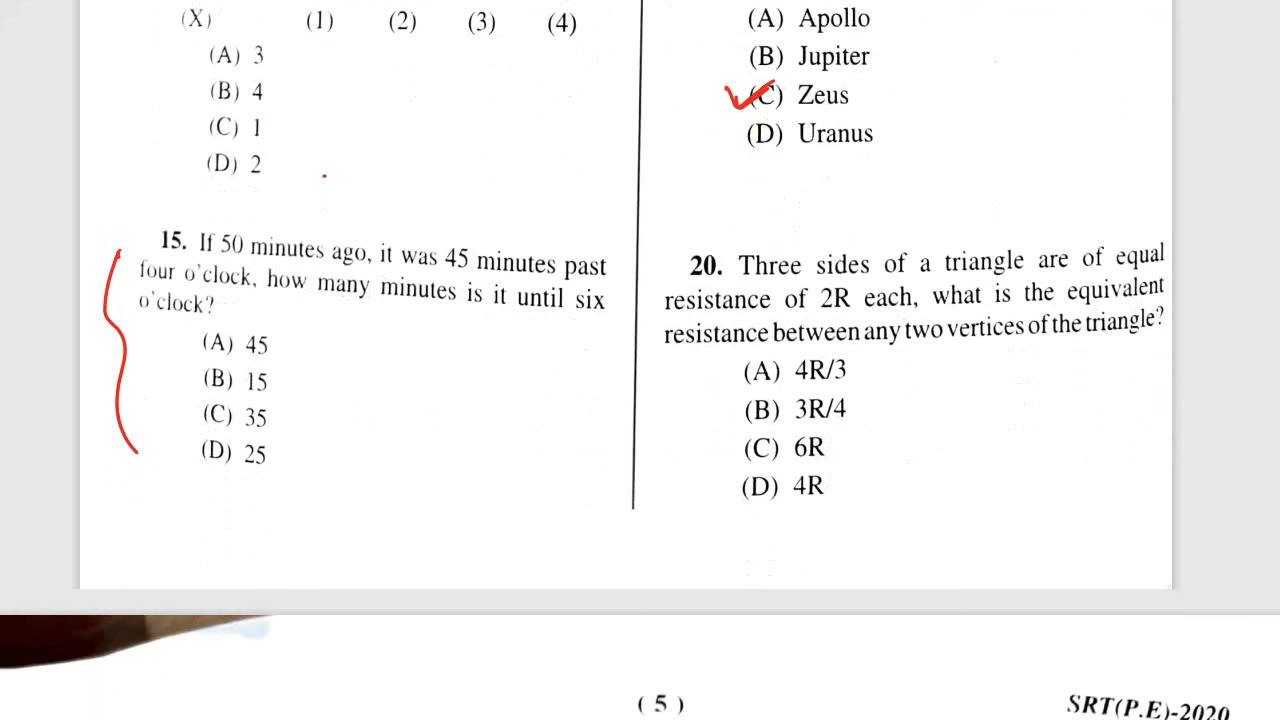 (X) (1) (2) (3) (4)
(A) 3
(B) 4
(C) 1
(D) 2
15. If 50 minutes ago, it was 45 minutes past
four o'clock, how many minutes is it until six
o'clock?
(A) 45
(B) 15
(C) 35
(D) 25
(A) Apollo
(B) Jupiter
(C) Zeus
(D) Uranus
20. Three sides of a triangle are of equal
resistance of 2R each, what is the equivalent
resistance between any two vertices of the triangle?
(A) 4R/3
(B) 3R/4
(C) 6R
(D) 4R
( 5 )
SRT(P.E)-2020